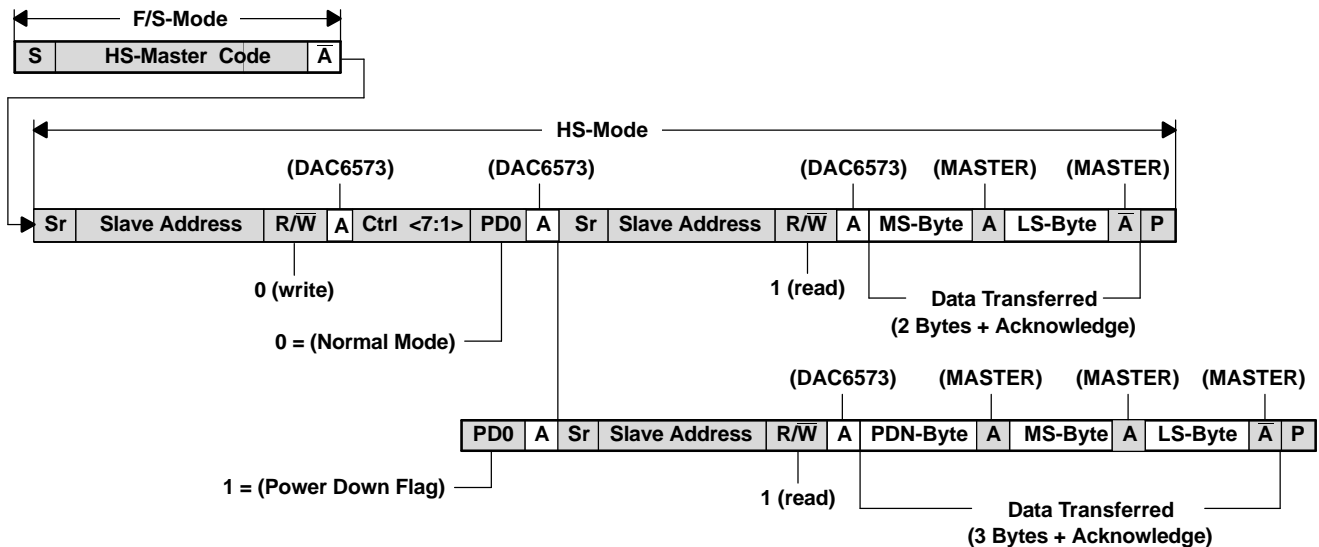 F/S-Mode
S HS-Master Code A̅
HS-Mode
(DAC6573) (DAC6573) (DAC6573) (MASTER) (MASTER)
Sr Slave Address R/W̅ A Ctrl <7:1> PD0 A Sr Slave Address R/W̅ A MS-Byte A LS-Byte A̅ P
0 (write) 1 (read) Data Transferred
(2 Bytes + Acknowledge)
0 = (Normal Mode)
(DAC6573) (MASTER) (MASTER) (MASTER)
PD0 A Sr Slave Address R/W̅ A PDN-Byte A MS-Byte A LS-Byte A̅ P
1 = (Power Down Flag) 1 (read) Data Transferred
(3 Bytes + Acknowledge)